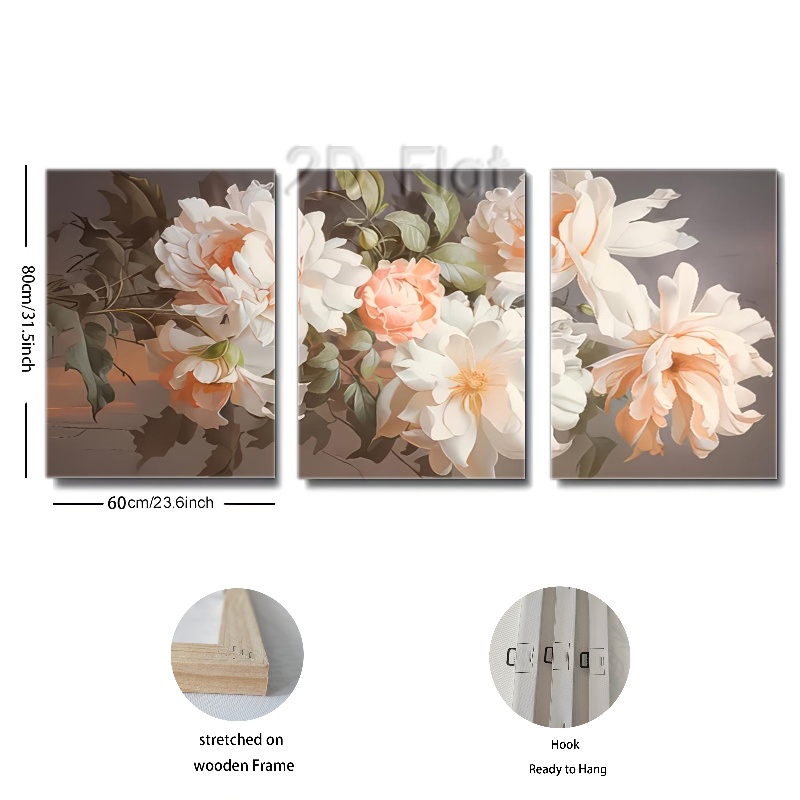 2D Flat
80cm/31.5inch
60cm/23.6inch
stretched on
wooden Frame
Hook
Ready to Hang